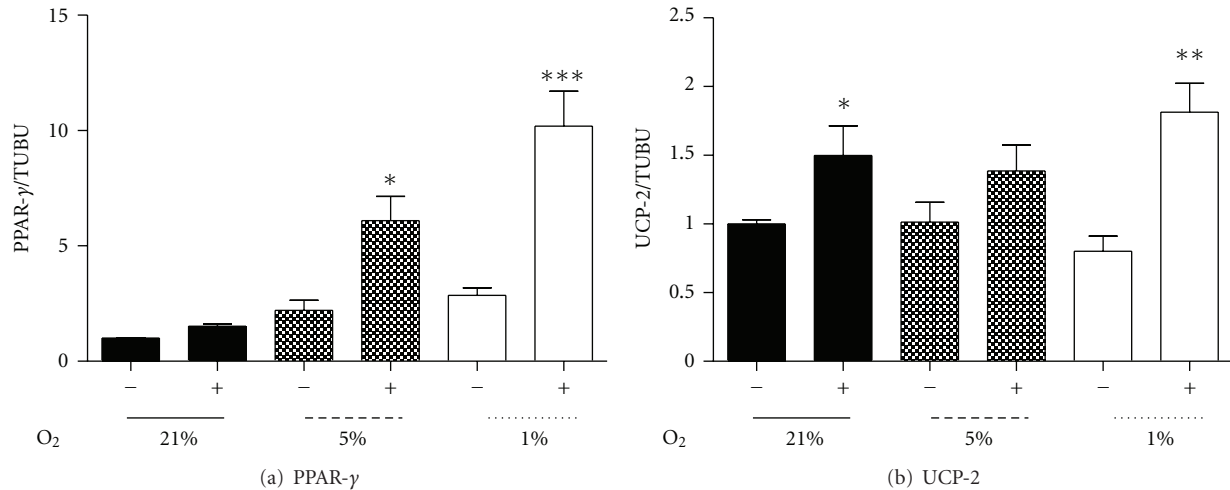 15
10
5
0
PPAR-γ/TUBU
*
***
− + − + − +
O₂ 21% 5% 1%
(a) PPAR-γ
2.5
2
1.5
1
0.5
0
UCP-2/TUBU
*
**
− + − + − +
O₂ 21% 5% 1%
(b) UCP-2